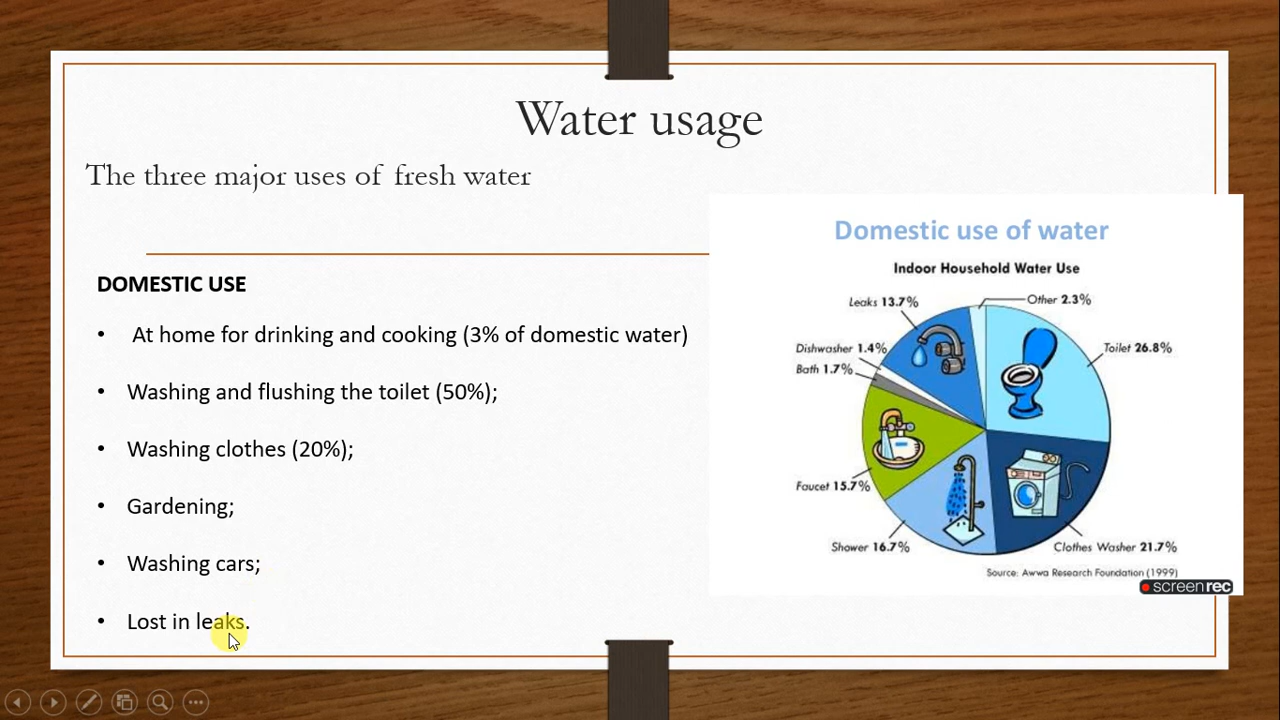 Water usage
The three major uses of fresh water
DOMESTIC USE
• At home for drinking and cooking (3% of domestic water)
• Washing and flushing the toilet (50%);
• Washing clothes (20%);
• Gardening;
• Washing cars;
• Lost in leaks.
Domestic use of water
Indoor Household Water Use
Leaks 13.7%
Other 2.3%
Dishwasher 1.4%
Toilet 26.8%
Bath 1.7%
Faucet 15.7%
Shower 16.7%
Clothes Washer 21.7%
Source: Awwa Research Foundation (1999)
screenrec